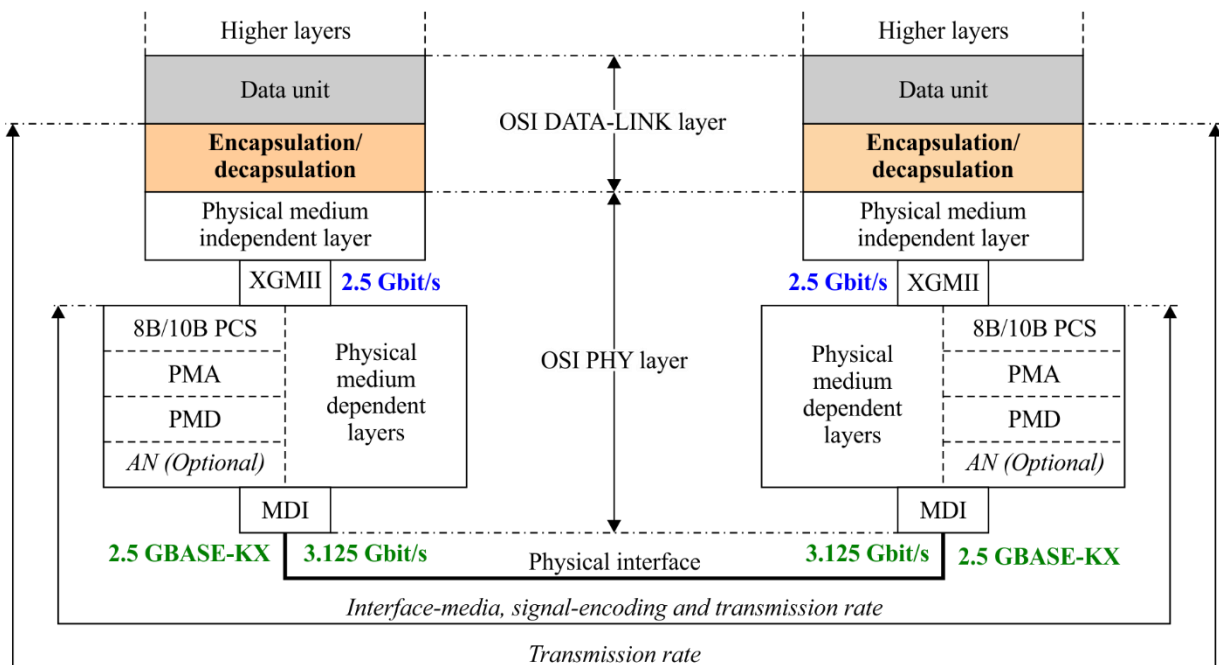 Higher layers
Higher layers
Data unit
Data unit
OSI DATA-LINK layer
Encapsulation/
decapsulation
Encapsulation/
decapsulation
Physical medium
independent layer
Physical medium
independent layer
XGMII
2.5 Gbit/s
2.5 Gbit/s
XGMII
8B/10B PCS
PMA
PMD
AN (Optional)
Physical
medium
dependent
layers
OSI PHY layer
Physical
medium
dependent
layers
8B/10B PCS
PMA
PMD
AN (Optional)
MDI
MDI
2.5 GBASE-KX
3.125 Gbit/s
Physical interface
3.125 Gbit/s
2.5 GBASE-KX
Interface-media, signal-encoding and transmission rate
Transmission rate